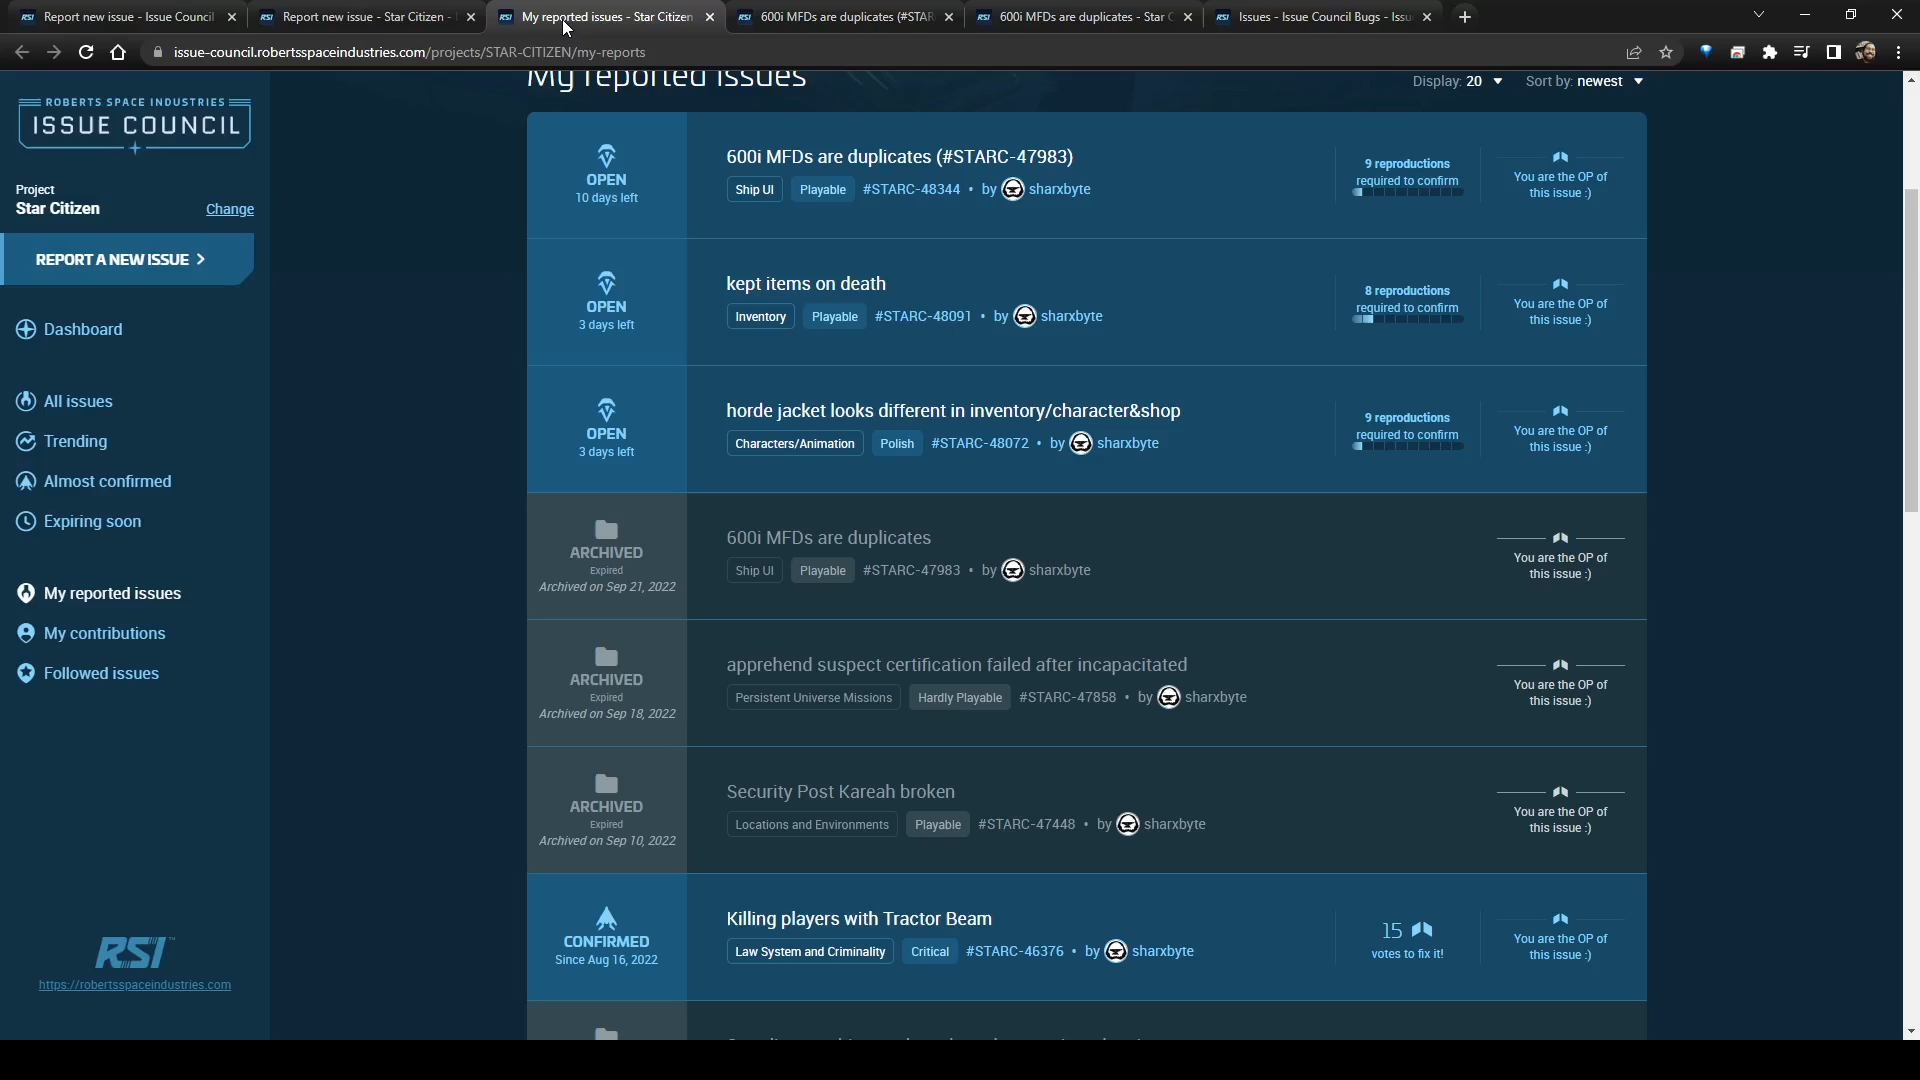 Report new issue - Issue Council
Report new issue - Star Citizen -
My reported issues - Star Citizen
600i MFDs are duplicates (#STAR
600i MFDs are duplicates - Star C
Issues - Issue Council Bugs - Issu
issue-council.robertsspaceindustries.com/projects/STAR-CITIZEN/my-reports
ROBERTS SPACE INDUSTRIES
ISSUE COUNCIL
Project
Star Citizen
Change
REPORT A NEW ISSUE
Dashboard
All issues
Trending
Almost confirmed
Expiring soon
My reported issues
My contributions
Followed issues
RSI
https://robertsspaceindustries.com
My reported issues
Display: 20
Sort by: newest
OPEN
10 days left
600i MFDs are duplicates (#STARC-47983)
Ship UI Playable #STARC-48344 • by sharxbyte
9 reproductions
required to confirm
You are the OP of
this issue :)
OPEN
3 days left
kept items on death
Inventory Playable #STARC-48091 • by sharxbyte
8 reproductions
required to confirm
You are the OP of
this issue :)
OPEN
3 days left
horde jacket looks different in inventory/character&shop
Characters/Animation Polish #STARC-48072 • by sharxbyte
9 reproductions
required to confirm
You are the OP of
this issue :)
ARCHIVED
Expired
Archived on Sep 21, 2022
600i MFDs are duplicates
Ship UI Playable #STARC-47983 • by sharxbyte
You are the OP of
this issue :)
ARCHIVED
Expired
Archived on Sep 18, 2022
apprehend suspect certification failed after incapacitated
Persistent Universe Missions Hardly Playable #STARC-47858 • by sharxbyte
You are the OP of
this issue :)
ARCHIVED
Expired
Archived on Sep 10, 2022
Security Post Kareah broken
Locations and Environments Playable #STARC-47448 • by sharxbyte
You are the OP of
this issue :)
CONFIRMED
Since Aug 16, 2022
Killing players with Tractor Beam
Law System and Criminality Critical #STARC-46376 • by sharxbyte
15
votes to fix it!
You are the OP of
this issue :)